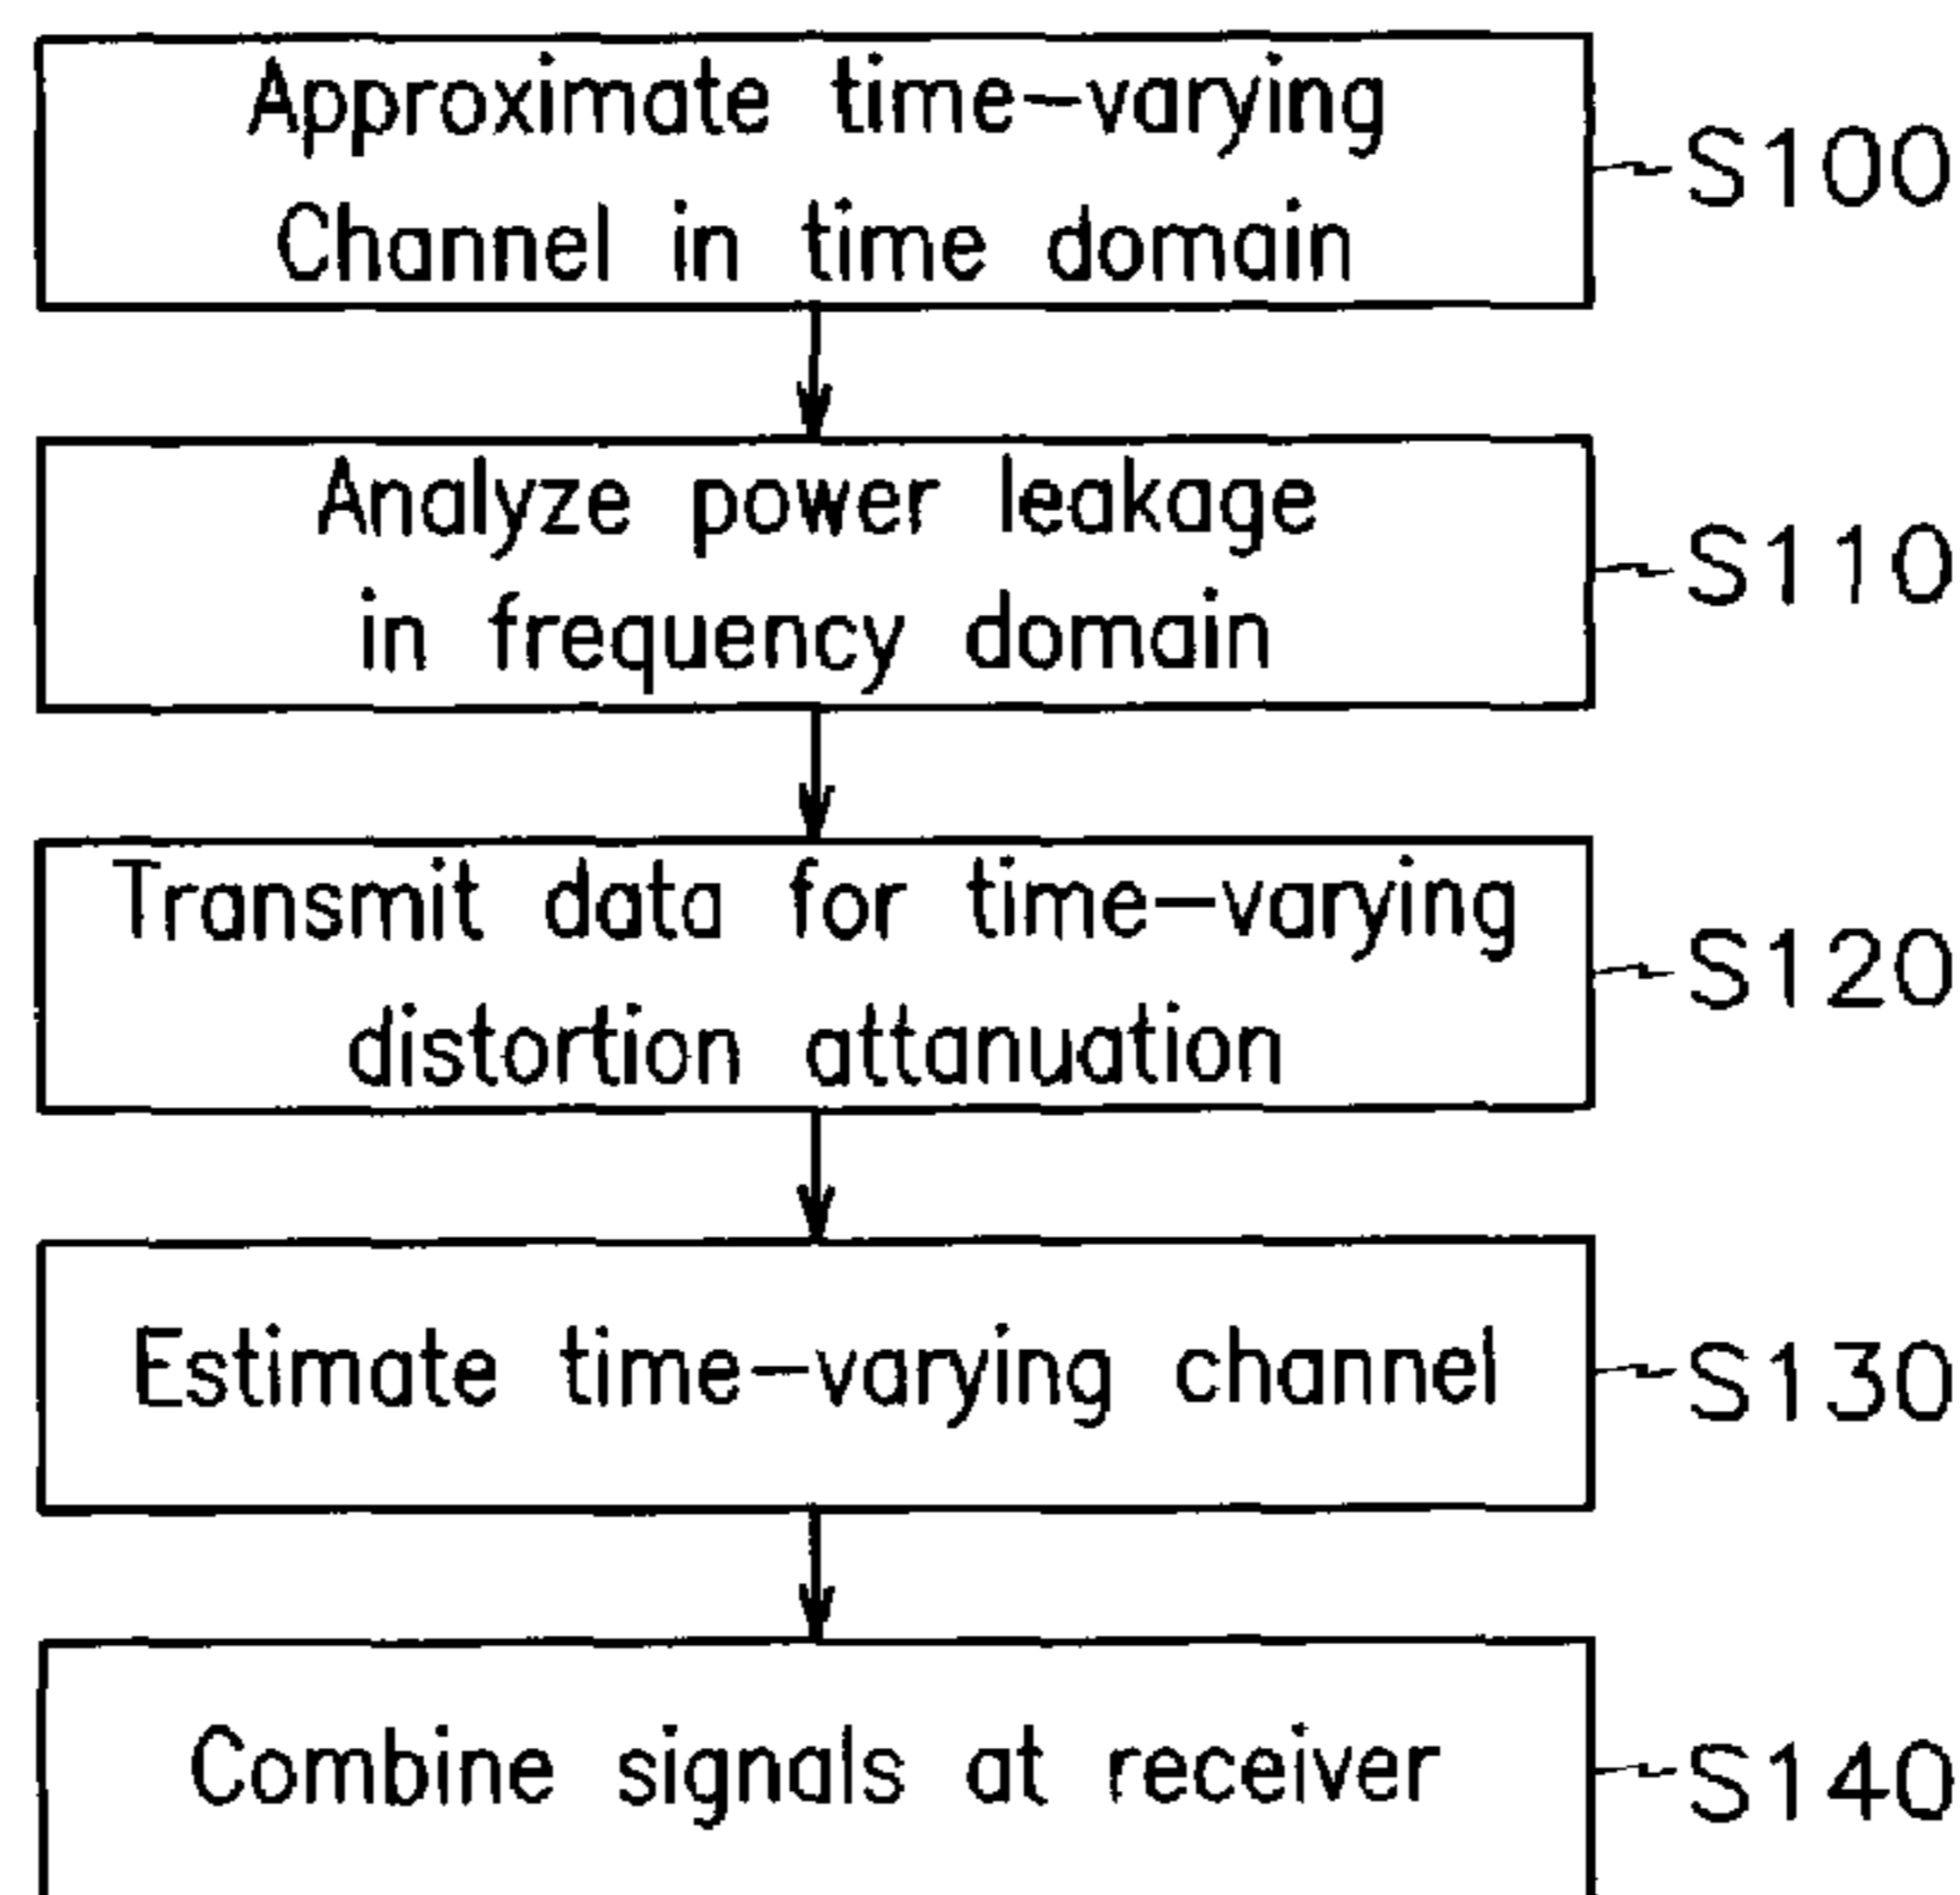 Approximate time-varying
Channel in time domain
S100
Analyze power leakage
in frequency domain
S110
Transmit data for time-varying
distortion attanuation
S120
Estimate time-varying channel
S130
Combine signals at receiver
S140